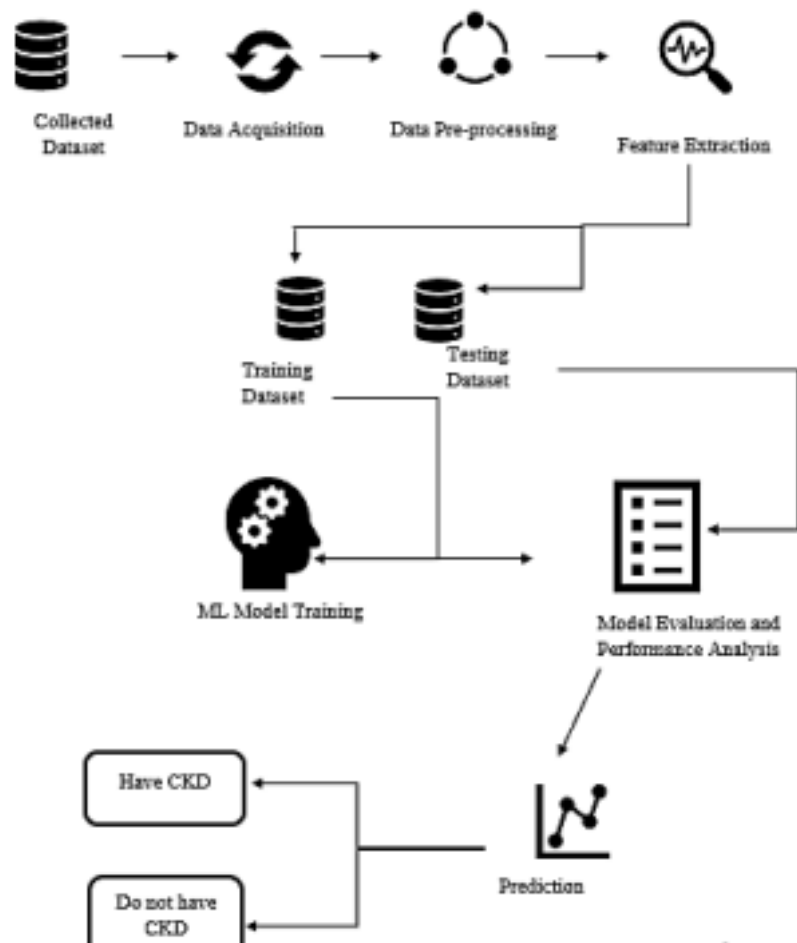 Collected
Dataset
Data Acquisition
Data Pre-processing
Feature Extraction
Training
Dataset
Testing
Dataset
ML Model Training
Model Evaluation and
Performance Analysis
Have CKD
Prediction
Do not have
CKD